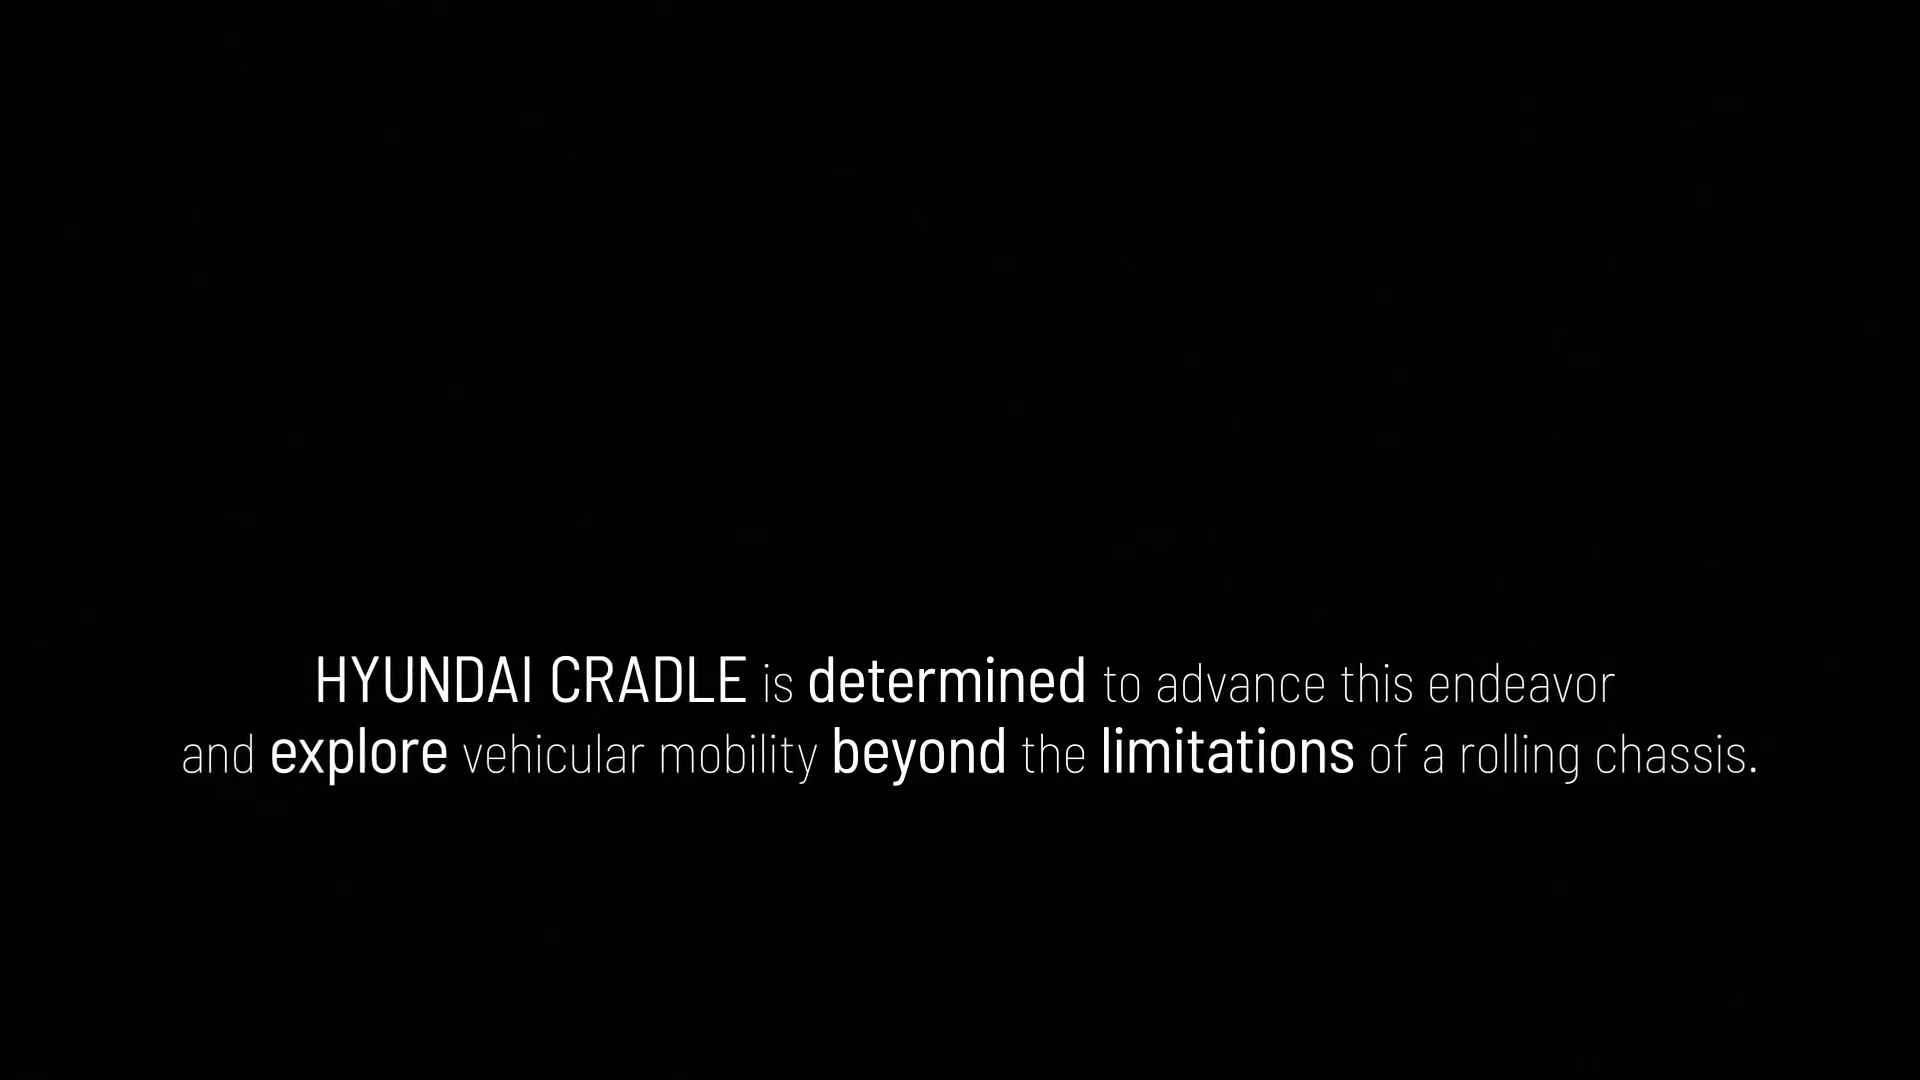 HYUNDAI CRADLE is determined to advance this endeavor
and explore vehicular mobility beyond the limitations of a rolling chassis.